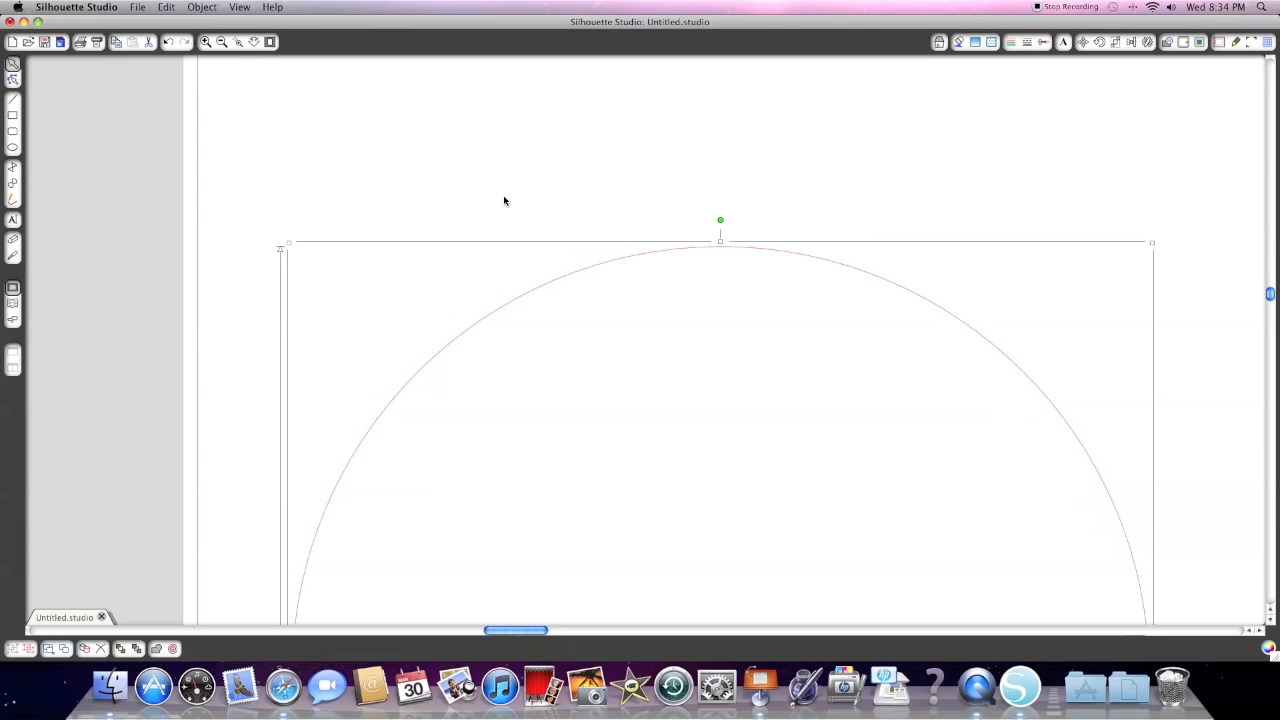 Silhouette Studio File Edit Object View Help Stop Recording Wed 8:34 PM
Silhouette Studio: Untitled.studio
A
A
Untitled.studio
30